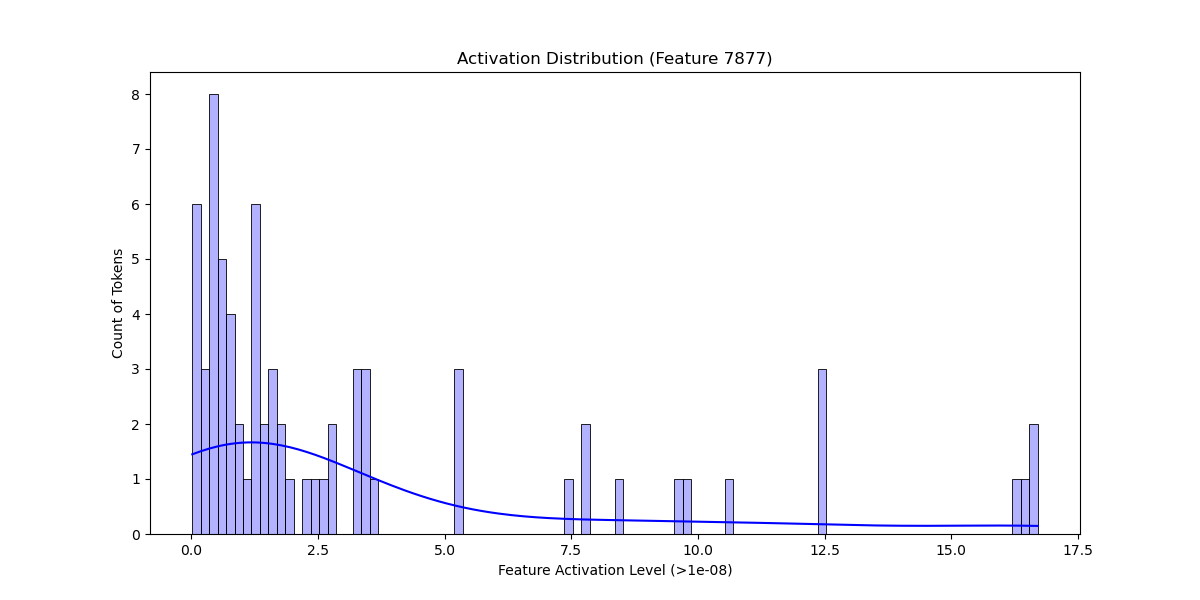 Activation Distribution (Feature 7877)
Count of Tokens
8
7
6
5
4
3
2
1
0
0.0 2.5 5.0 7.5 10.0 12.5 15.0 17.5
Feature Activation Level (>1e-08)